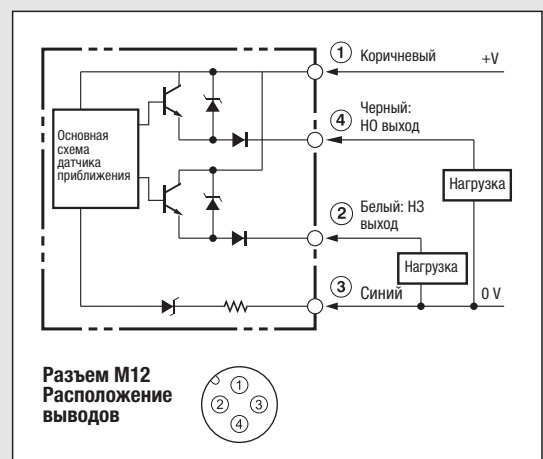 ① Коричневый
+V
Основная
схема
датчика
приближения
④ Черный:
НО выход
Нагрузка
② Белый: НЗ
выход
Нагрузка
③ Синий
0 V
Разъем M12
Расположение
выводов
①
② ③
④